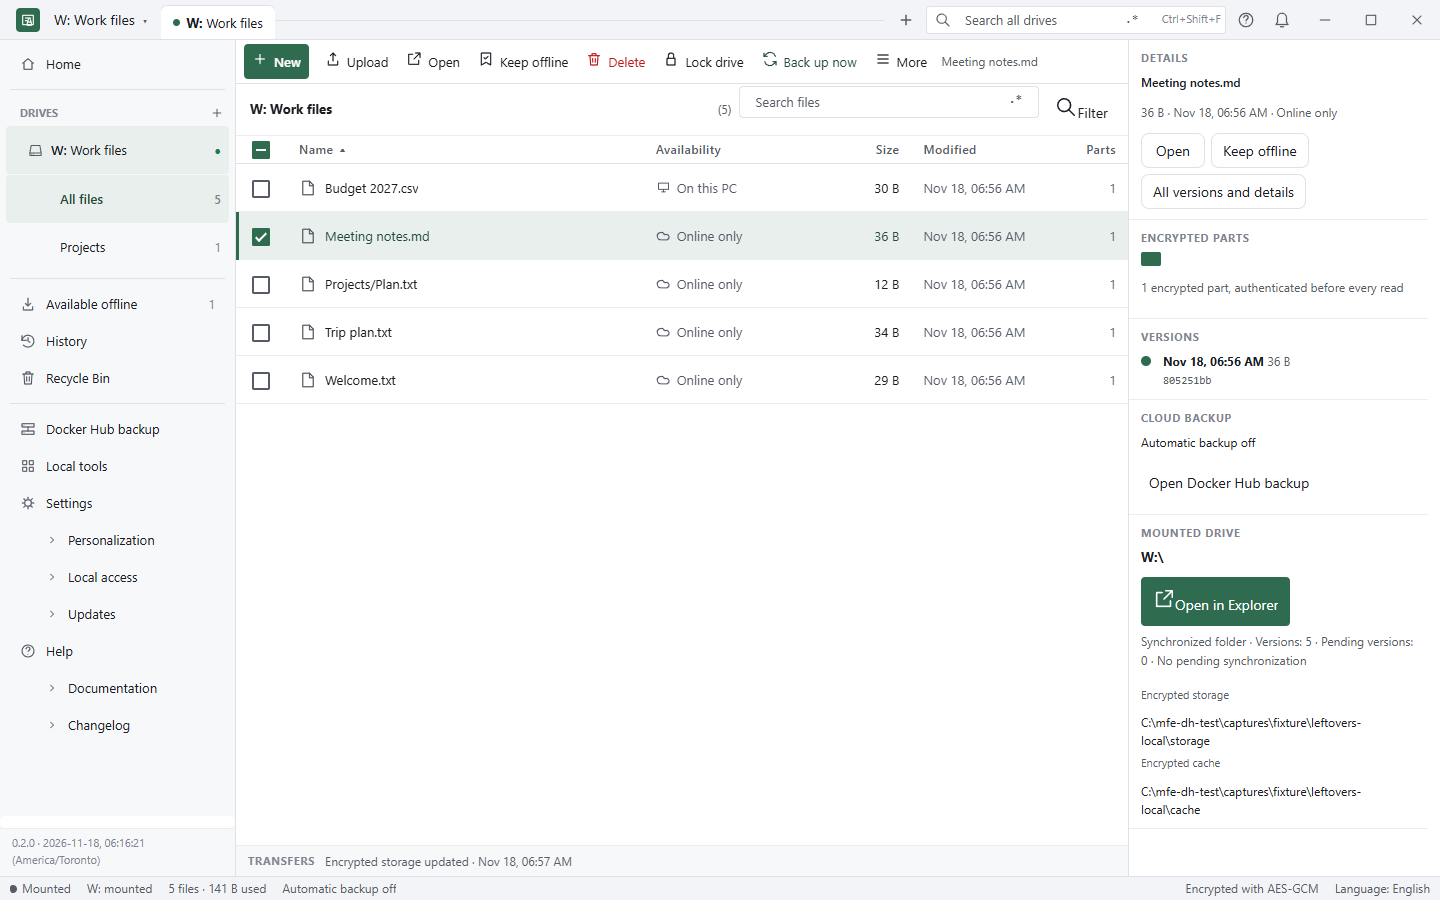 W: Work files
W: Work files
Search all drives .* Ctrl+Shift+F
Home
DRIVES
W: Work files
All files 5
Projects 1
Available offline 1
History
Recycle Bin
Docker Hub backup
Local tools
Settings
Personalization
Local access
Updates
Help
Documentation
Changelog
0.2.0 · 2026-11-18, 06:16:21
(America/Toronto)
New Upload Open Keep offline Delete Lock drive Back up now More Meeting notes.md
W: Work files (5) Search files .* Filter
Name Availability Size Modified Parts
Budget 2027.csv On this PC 30 B Nov 18, 06:56 AM 1
Meeting notes.md Online only 36 B Nov 18, 06:56 AM 1
Projects/Plan.txt Online only 12 B Nov 18, 06:56 AM 1
Trip plan.txt Online only 34 B Nov 18, 06:56 AM 1
Welcome.txt Online only 29 B Nov 18, 06:56 AM 1
TRANSFERS Encrypted storage updated · Nov 18, 06:57 AM
DETAILS
Meeting notes.md
36 B · Nov 18, 06:56 AM · Online only
Open Keep offline
All versions and details
ENCRYPTED PARTS
1 encrypted part, authenticated before every read
VERSIONS
Nov 18, 06:56 AM 36 B
805251bb
CLOUD BACKUP
Automatic backup off
Open Docker Hub backup
MOUNTED DRIVE
W:\
Open in Explorer
Synchronized folder · Versions: 5 · Pending versions:
0 · No pending synchronization
Encrypted storage
C:\mfe-dh-test\captures\fixture\leftovers-
local\storage
Encrypted cache
C:\mfe-dh-test\captures\fixture\leftovers-
local\cache
Mounted W: mounted 5 files · 141 B used Automatic backup off Encrypted with AES-GCM Language: English